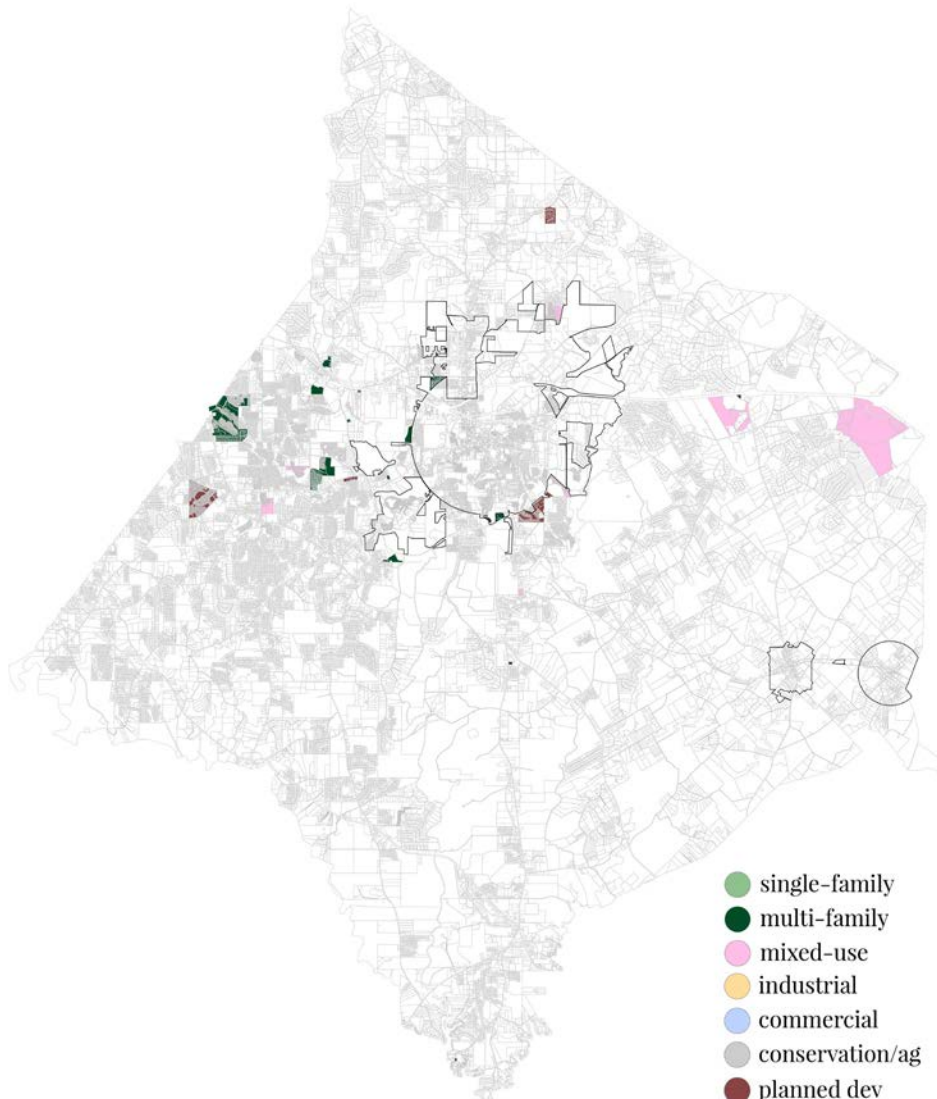 single-family
multi-family
mixed-use
industrial
commercial
conservation/ag
planned dev